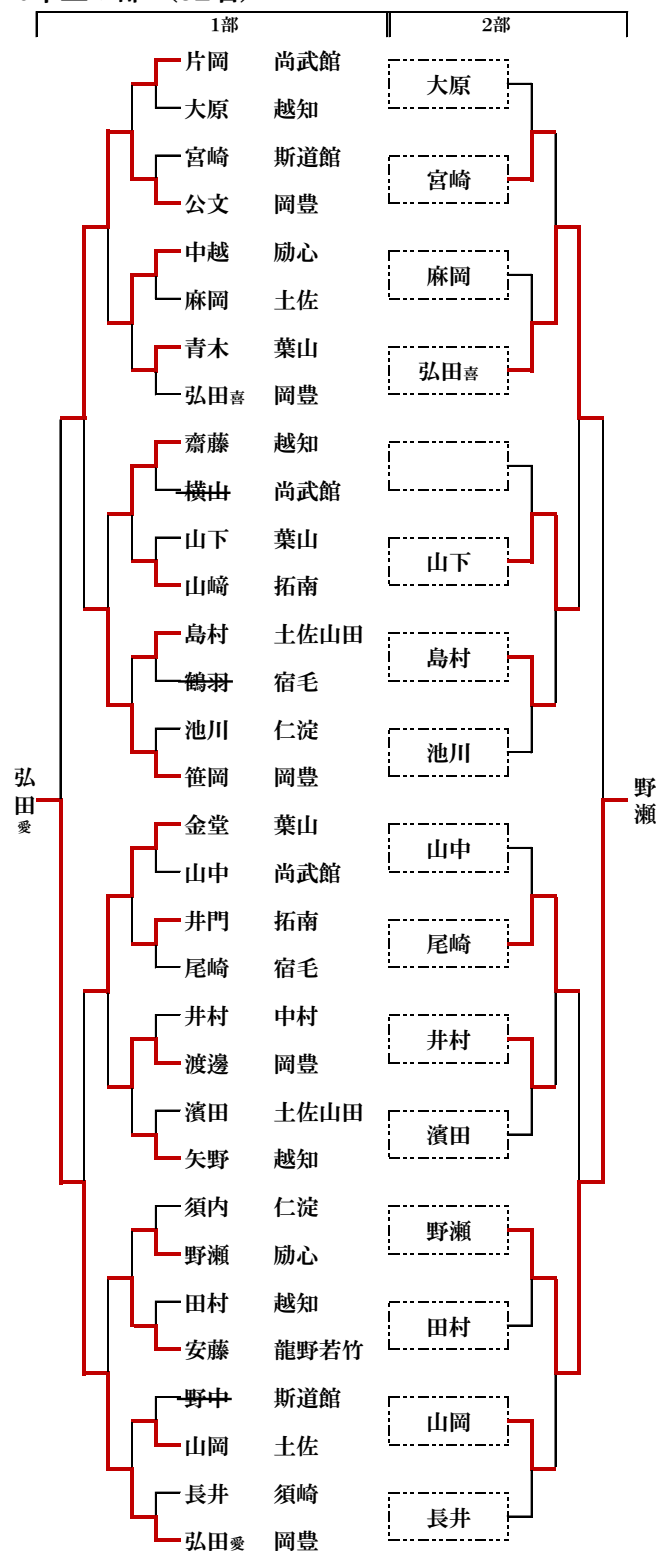 1部 2部
片岡 尚武館
大原 越知
大原
宮崎 斯道館
宮崎
公文 岡豊
中越 励心
麻岡
麻岡 土佐
青木 葉山
弘田喜
弘田喜 岡豊
齋藤 越知
横山 尚武館
山下 葉山
山下
山﨑 拓南
島村 土佐山田
島村
鶴羽 宿毛
池川 仁淀
池川
笹岡 岡豊
弘田愛
野瀬
金堂 葉山
山中
山中 尚武館
井門 拓南
尾崎
尾崎 宿毛
井村 中村
井村
渡邊 岡豊
濱田 土佐山田
濱田
矢野 越知
須内 仁淀
野瀬
野瀬 励心
田村 越知
田村
安藤 龍野若竹
野中 斯道館
山岡
山岡 土佐
長井 須崎
長井
弘田愛 岡豊